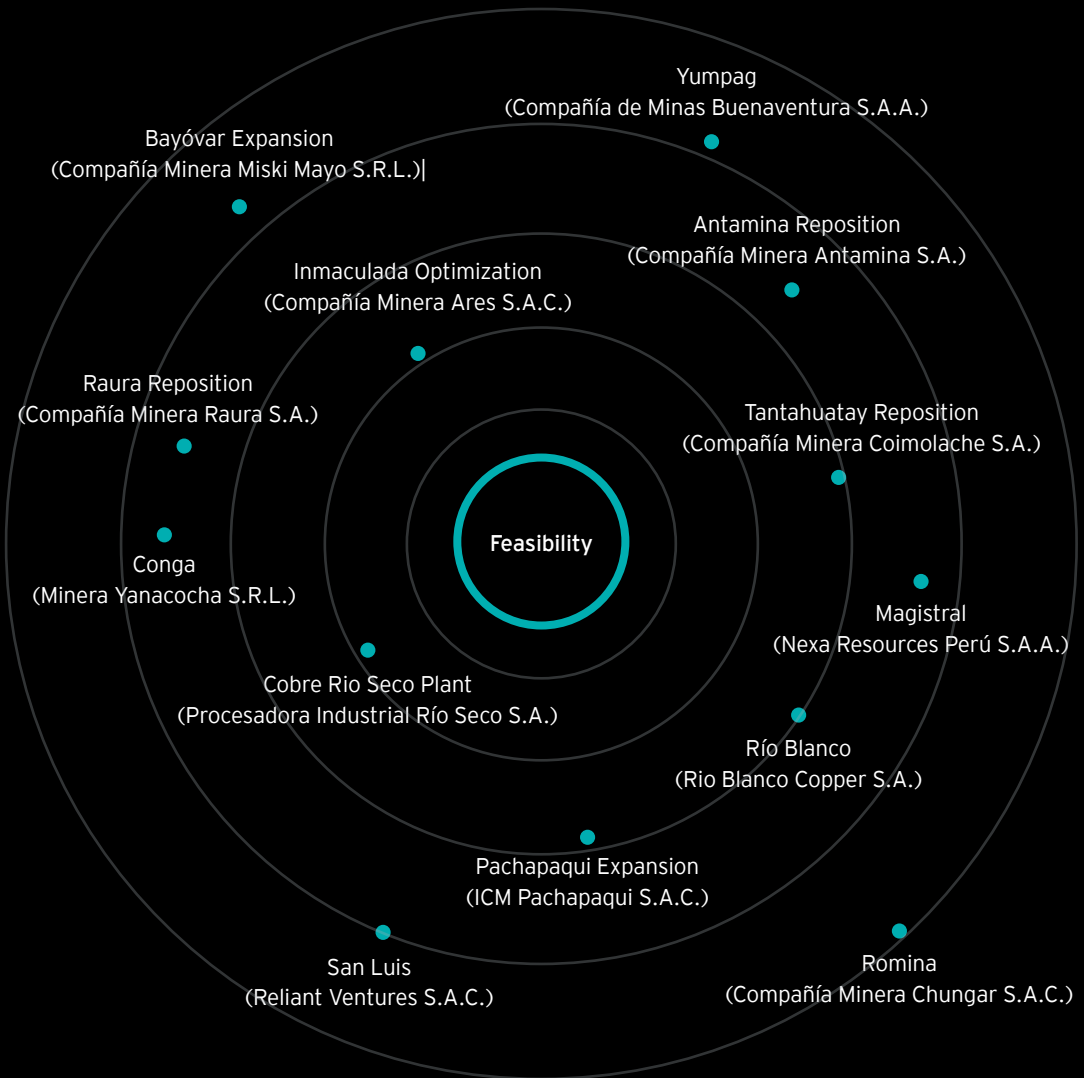 Yumpag
(Compañía de Minas Buenaventura S.A.A.)
Bayóvar Expansion
(Compañía Minera Miski Mayo S.R.L.)|
Antamina Reposition
(Compañía Minera Antamina S.A.)
Inmaculada Optimization
(Compañía Minera Ares S.A.C.)
Raura Reposition
(Compañía Minera Raura S.A.)
Tantahuatay Reposition
(Compañía Minera Coimolache S.A.)
Feasibility
Conga
(Minera Yanacocha S.R.L.)
Magistral
(Nexa Resources Perú S.A.A.)
Cobre Rio Seco Plant
(Procesadora Industrial Río Seco S.A.)
Río Blanco
(Rio Blanco Copper S.A.)
Pachapaqui Expansion
(ICM Pachapaqui S.A.C.)
San Luis
(Reliant Ventures S.A.C.)
Romina
(Compañía Minera Chungar S.A.C.)